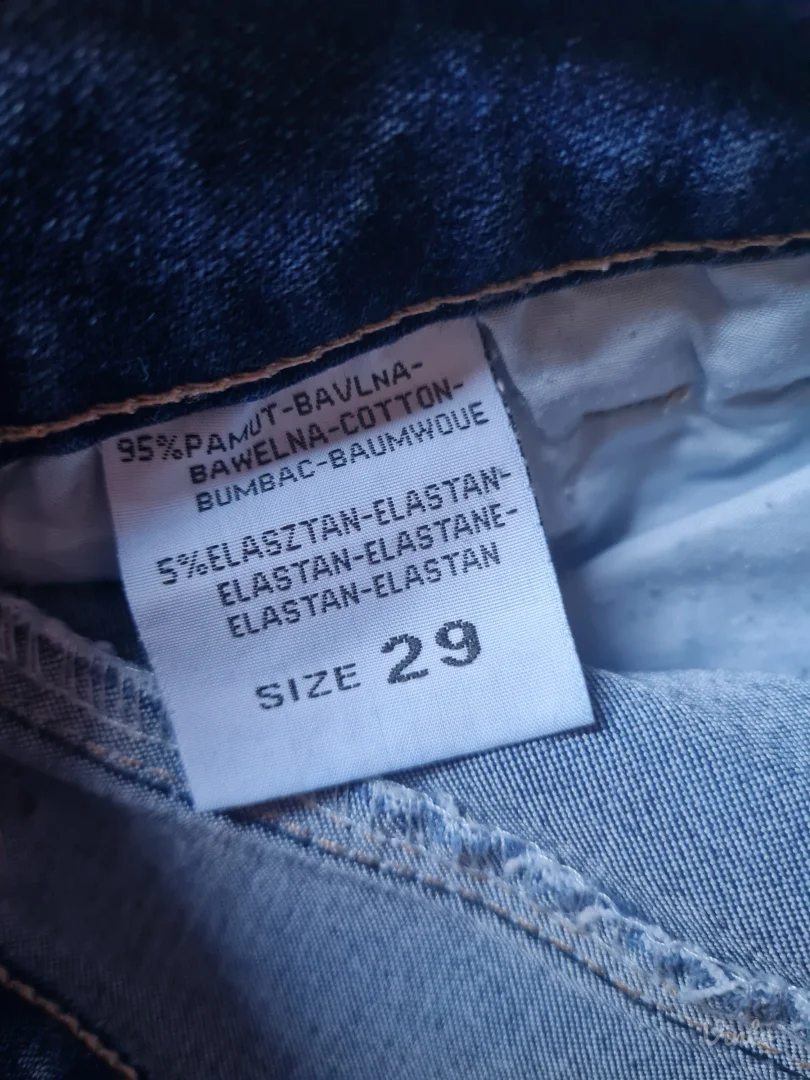 95%PAMUT-BAVLNA-
BAWELNA-COTTON-
BUMBAC-BAUMWOUE
5%ELASZTAN-ELASTAN-
ELASTAN-ELASTANE-
ELASTAN-ELASTAN
SIZE 29